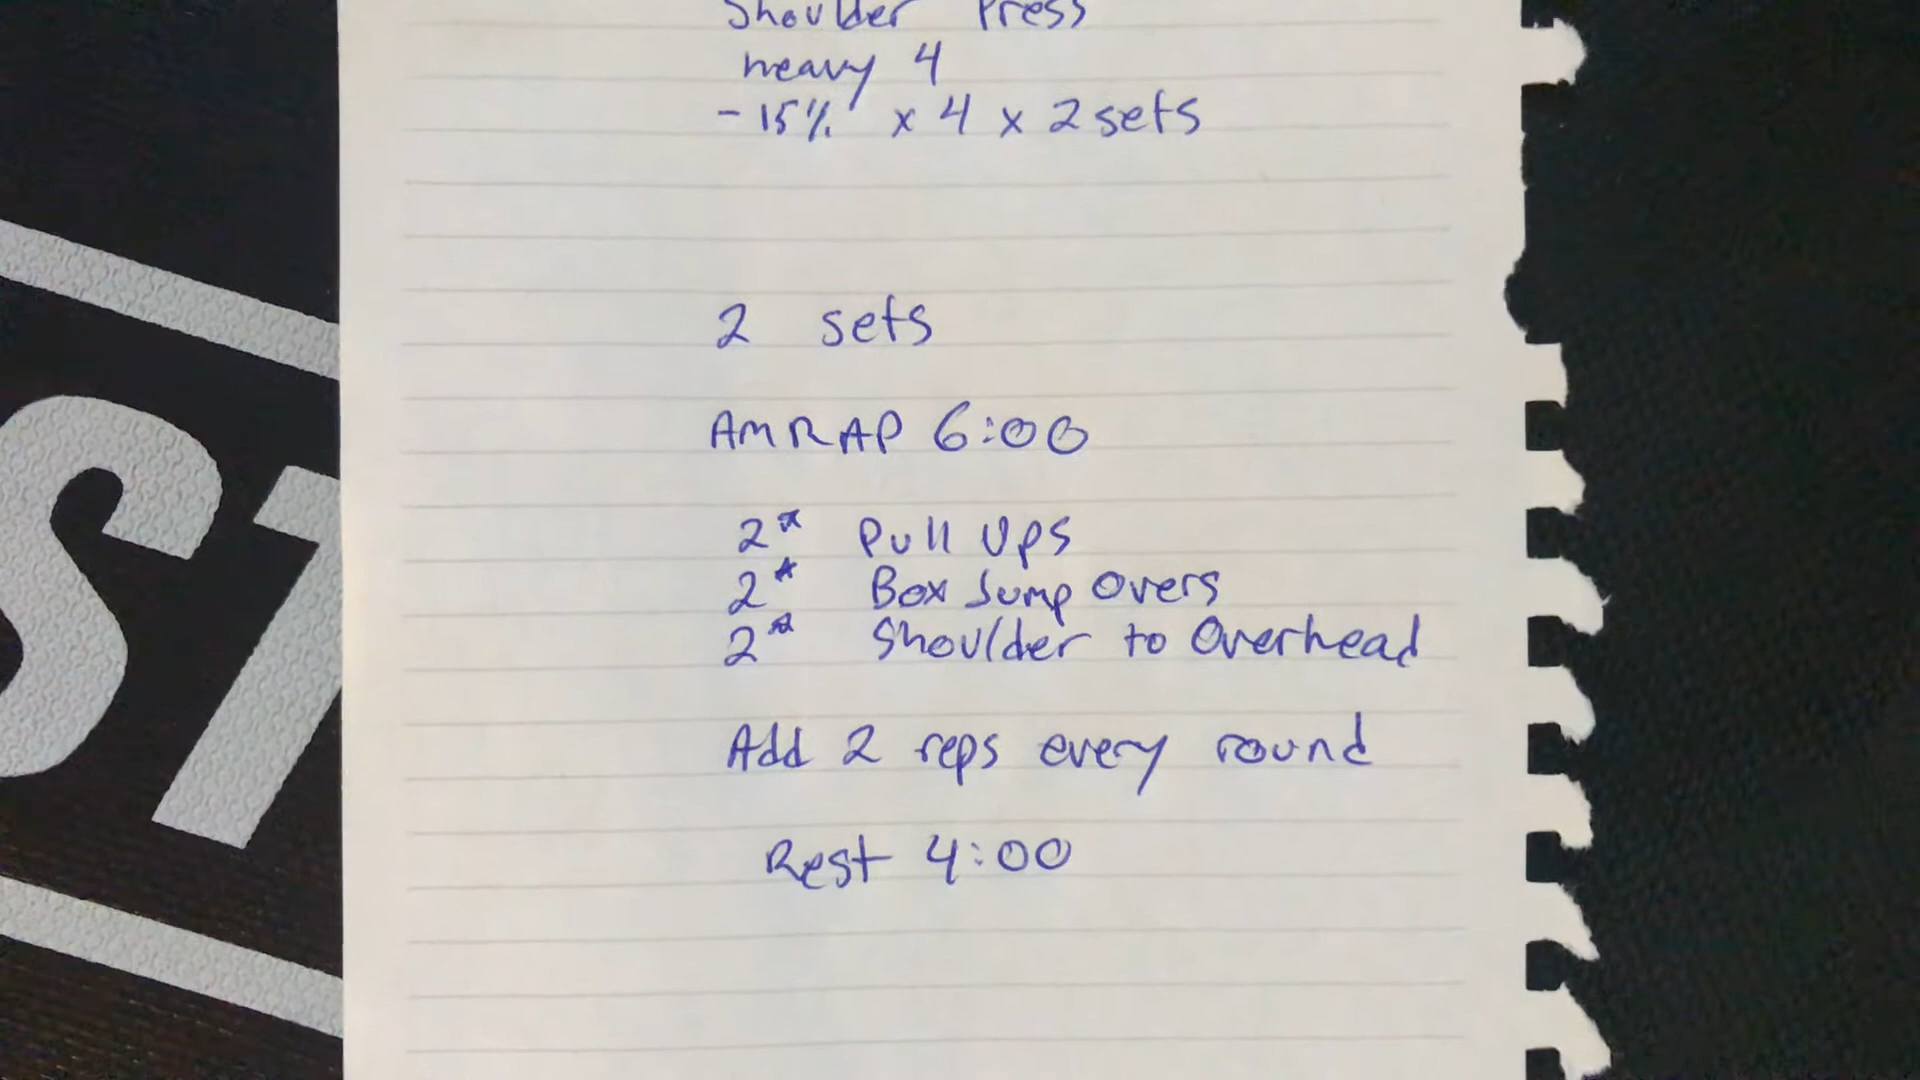 Shoulder Press
heavy 4
-15% x 4 x 2 sets
2 sets
AMRAP 6:00
2* Pull Ups
2* Box Jump Overs
2* Shoulder to Overhead
Add 2 reps every round
Rest 4:00
ST